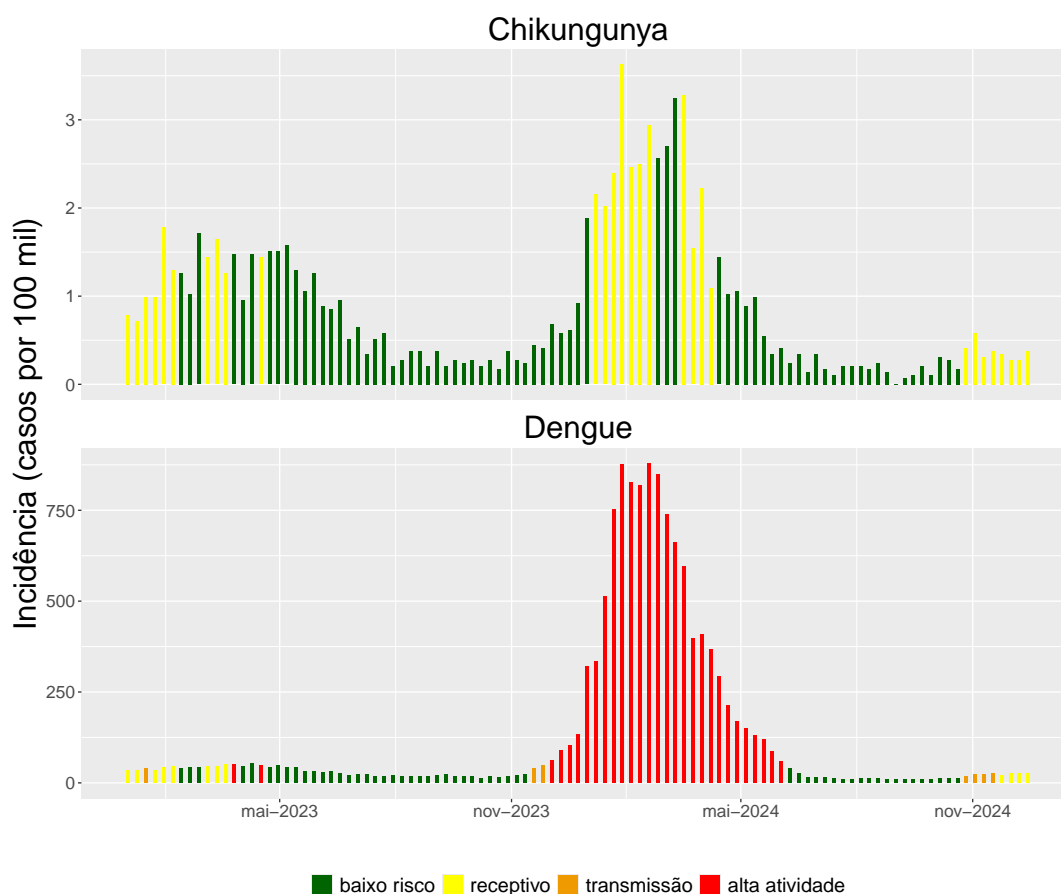 Chikungunya
Incidência (casos por 100 mil)
3
2
1
0
Dengue
750
500
250
0
mai−2023 nov−2023 mai−2024 nov−2024
baixo risco receptivo transmissão alta atividade